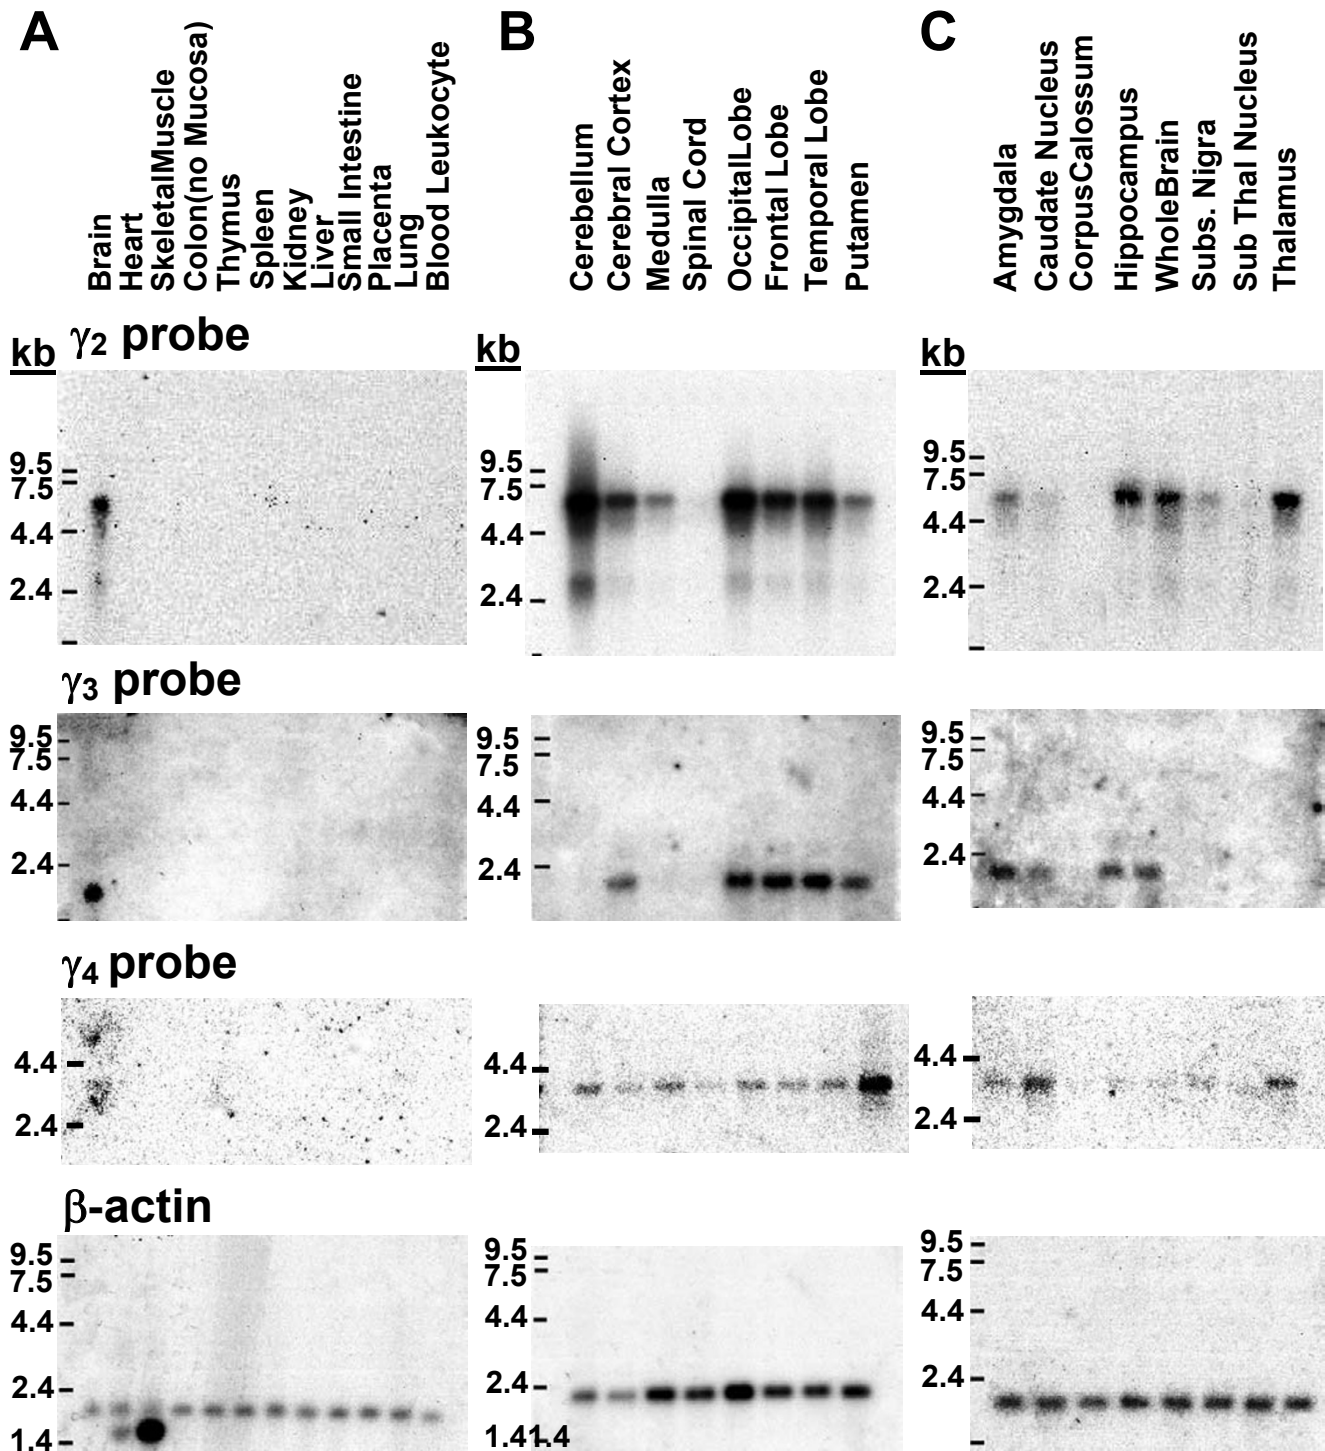 A
B
C
Brain
Heart
SkeletalMuscle
Colon(no Mucosa)
Thymus
Spleen
Kidney
Liver
Small Intestine
Placenta
Lung
Blood Leukocyte
Cerebellum
Cerebral Cortex
Medulla
Spinal Cord
OccipitalLobe
Frontal Lobe
Temporal Lobe
Putamen
Amygdala
Caudate Nucleus
CorpusCalossum
Hippocampus
WholeBrain
Subs. Nigra
Sub Thal Nucleus
Thalamus
γ2 probe
kb
9.5
7.5
4.4
2.4
kb
9.5
7.5
4.4
2.4
kb
9.5
7.5
4.4
2.4
γ3 probe
9.5
7.5
4.4
2.4
9.5
7.5
4.4
2.4
9.5
7.5
4.4
2.4
γ4 probe
4.4
2.4
4.4
2.4
4.4
2.4
β-actin
9.5
7.5
4.4
2.4
1.4
9.5
7.5
4.4
2.4
1.41.4
9.5
7.5
4.4
2.4